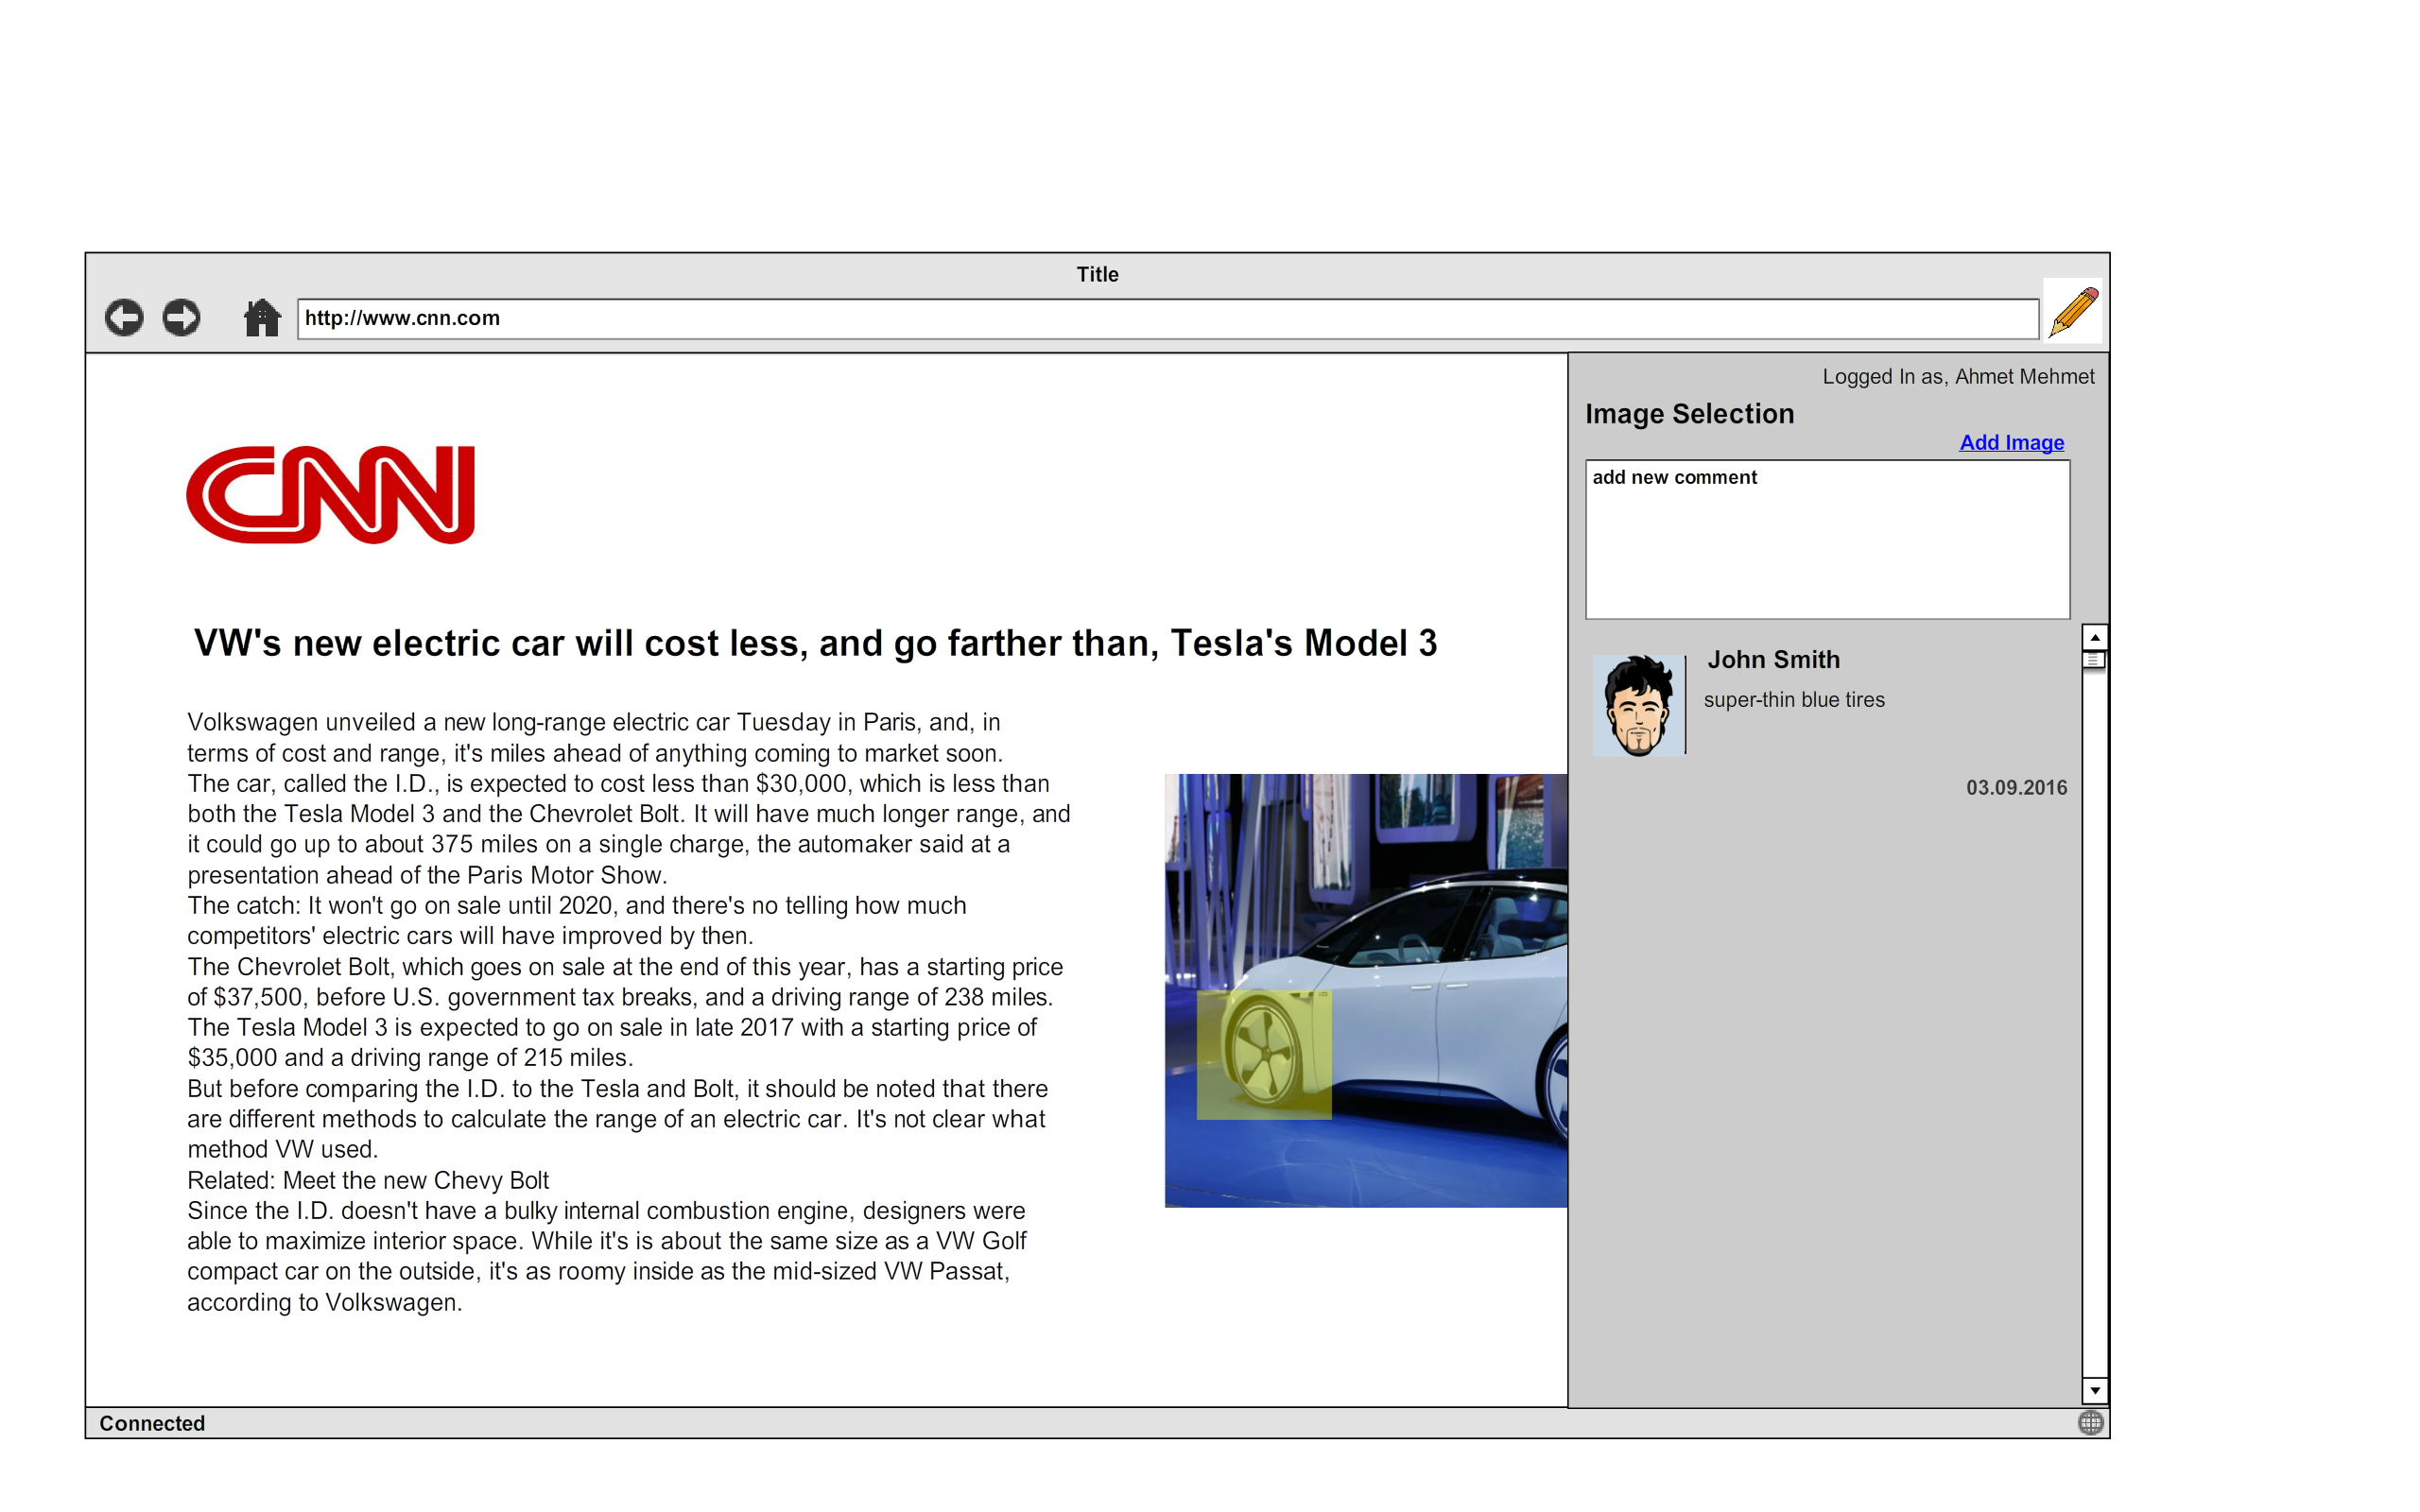 Title
http://www.cnn.com
Logged In as, Ahmet Mehmet
Image Selection
Add Image
add new comment
CNN
VW's new electric car will cost less, and go farther than, Tesla's Model 3
John Smith
super-thin blue tires
03.09.2016
Volkswagen unveiled a new long-range electric car Tuesday in Paris, and, in
terms of cost and range, it's miles ahead of anything coming to market soon.
The car, called the I.D., is expected to cost less than $30,000, which is less than
both the Tesla Model 3 and the Chevrolet Bolt. It will have much longer range, and
it could go up to about 375 miles on a single charge, the automaker said at a
presentation ahead of the Paris Motor Show.
The catch: It won't go on sale until 2020, and there's no telling how much
competitors' electric cars will have improved by then.
The Chevrolet Bolt, which goes on sale at the end of this year, has a starting price
of $37,500, before U.S. government tax breaks, and a driving range of 238 miles.
The Tesla Model 3 is expected to go on sale in late 2017 with a starting price of
$35,000 and a driving range of 215 miles.
But before comparing the I.D. to the Tesla and Bolt, it should be noted that there
are different methods to calculate the range of an electric car. It's not clear what
method VW used.
Related: Meet the new Chevy Bolt
Since the I.D. doesn't have a bulky internal combustion engine, designers were
able to maximize interior space. While it's is about the same size as a VW Golf
compact car on the outside, it's as roomy inside as the mid-sized VW Passat,
according to Volkswagen.
Connected